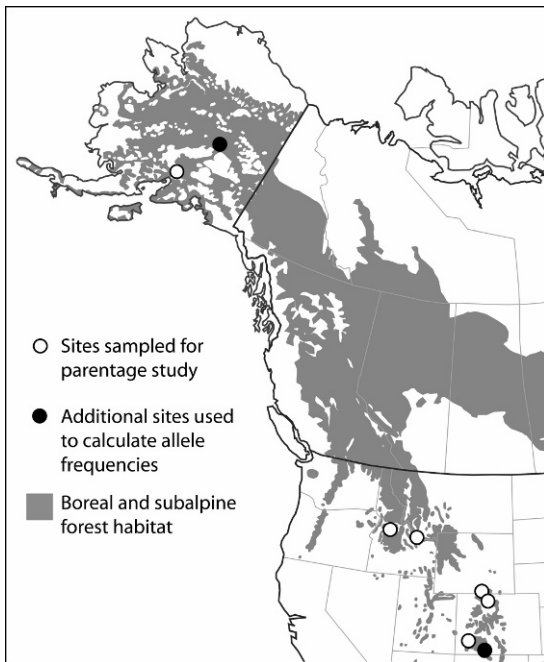 Sites sampled for
parentage study
Additional sites used
to calculate allele
frequencies
Boreal and subalpine
forest habitat